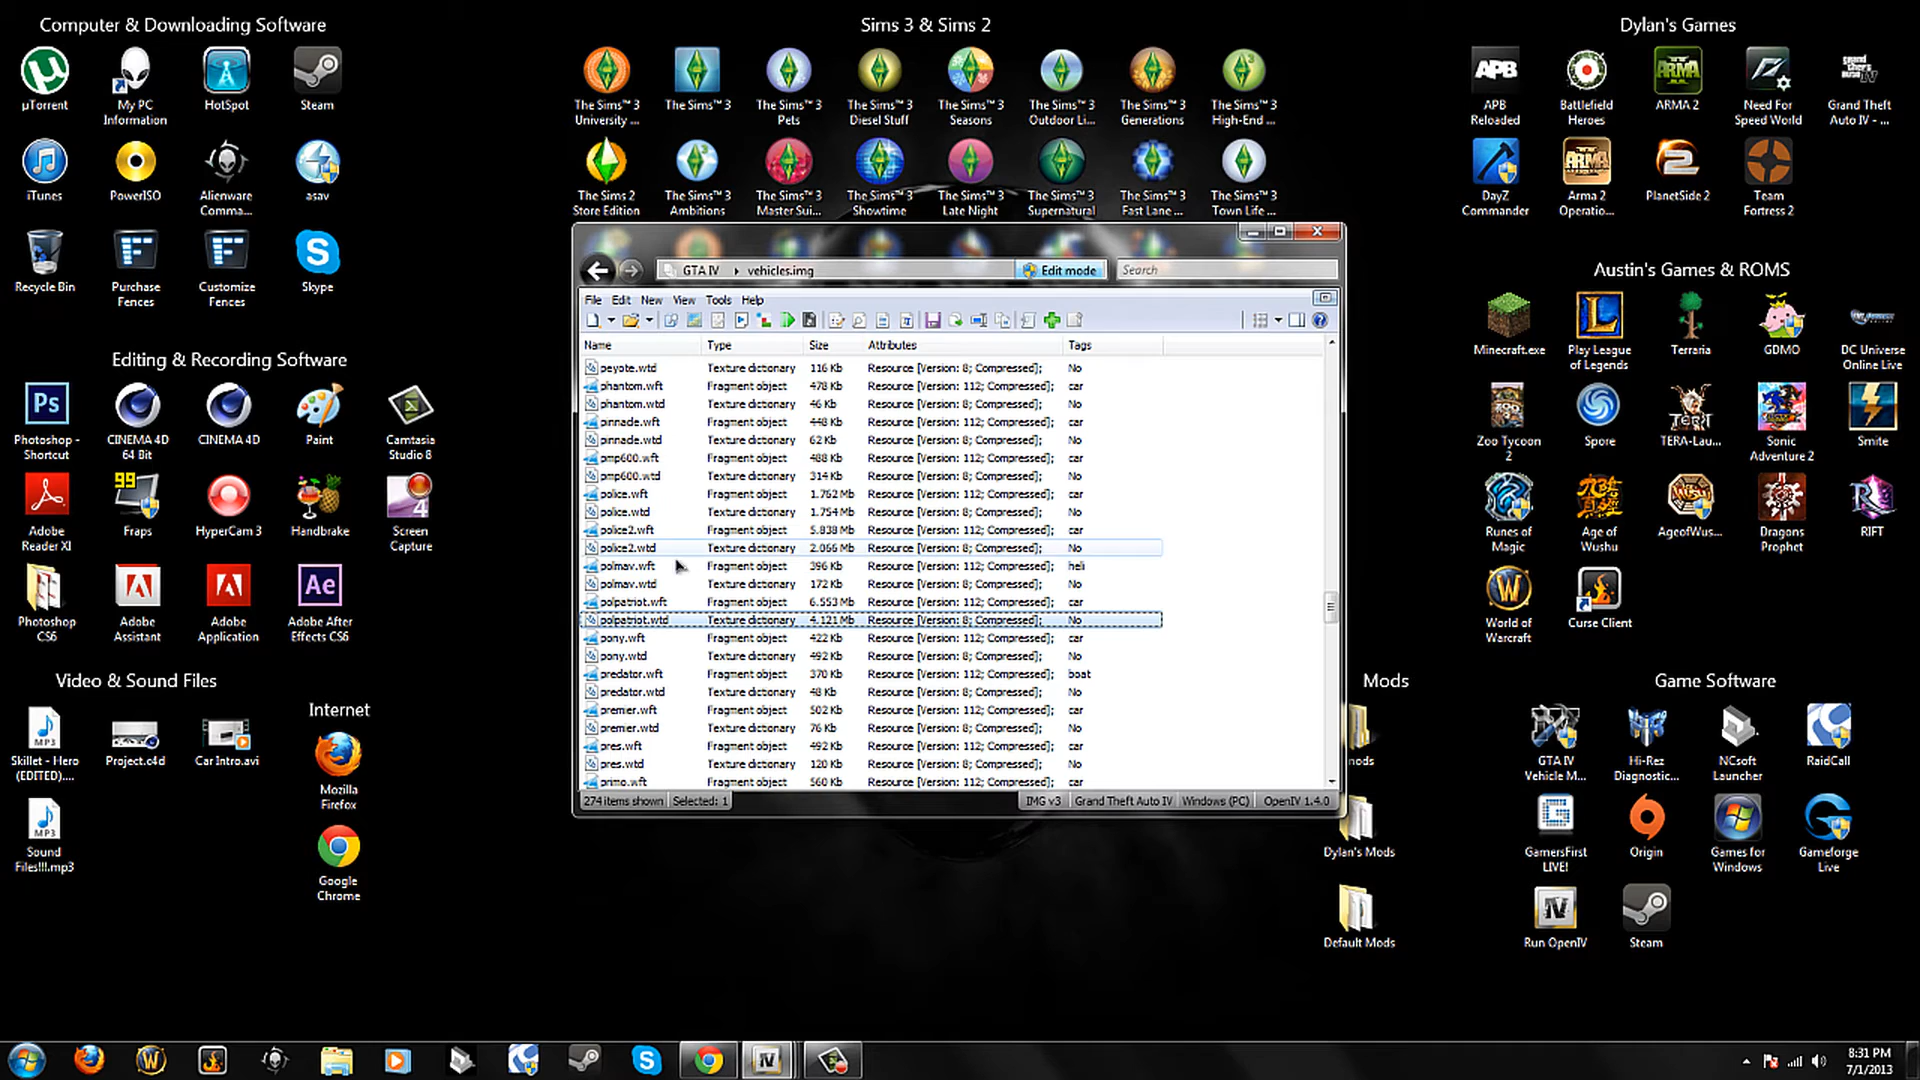 Computer & Downloading Software
µTorrent
My PC
Information
HotSpot
Steam
iTunes
PowerISO
Alienware
Comma...
asav
Recycle Bin
Purchase
Fences
Customize
Fences
Skype
Editing & Recording Software
Ps
Photoshop -
Shortcut
CINEMA 4D
64 Bit
CINEMA 4D
Paint
Camtasia
Studio 8
Adobe
Reader XI
99
Fraps
HyperCam 3
Handbrake
4
Screen
Capture
Photoshop
CS6
Adobe
Assistant
Adobe
Application
Ae
Adobe After
Effects CS6
Video & Sound Files
MP3
Skillet - Hero
(EDITED)....
Project.c4d
Car Intro.avi
MP3
Sound
Files!!!.mp3
Internet
Mozilla
Firefox
Google
Chrome
Sims 3 & Sims 2
The Sims™ 3
University ...
The Sims™ 3
The Sims™ 3
Pets
The Sims™ 3
Diesel Stuff
The Sims™ 3
Seasons
The Sims™ 3
Outdoor Li...
The Sims™ 3
Generations
The Sims™ 3
High-End ...
The Sims 2
Store Edition
The Sims™ 3
Ambitions
The Sims™ 3
Master Sui...
The Sims™ 3
Showtime
The Sims™ 3
Late Night
The Sims™ 3
Supernatural
The Sims™ 3
Fast Lane ...
The Sims™ 3
Town Life ...
GTA IV vehicles.img Edit mode Search
File Edit New View Tools Help
Name Type Size Attributes Tags
peyote.wtd Texture dictionary 116 Kb Resource [Version: 8; Compressed]; No
phantom.wft Fragment object 478 Kb Resource [Version: 112; Compressed]; car
phantom.wtd Texture dictionary 46 Kb Resource [Version: 8; Compressed]; No
pinnade.wft Fragment object 448 Kb Resource [Version: 112; Compressed]; car
pinnade.wtd Texture dictionary 62 Kb Resource [Version: 8; Compressed]; No
pmp600.wft Fragment object 488 Kb Resource [Version: 112; Compressed]; car
pmp600.wtd Texture dictionary 314 Kb Resource [Version: 8; Compressed]; No
police.wft Fragment object 1.762 Mb Resource [Version: 112; Compressed]; car
police.wtd Texture dictionary 1.754 Mb Resource [Version: 8; Compressed]; No
police2.wft Fragment object 5.838 Mb Resource [Version: 112; Compressed]; car
police2.wtd Texture dictionary 2.066 Mb Resource [Version: 8; Compressed]; No
polmav.wft Fragment object 396 Kb Resource [Version: 112; Compressed]; heli
polmav.wtd Texture dictionary 172 Kb Resource [Version: 8; Compressed]; No
polpatriot.wft Fragment object 6.553 Mb Resource [Version: 112; Compressed]; car
polpatriot.wtd Texture dictionary 4.121 Mb Resource [Version: 8; Compressed]; No
pony.wft Fragment object 422 Kb Resource [Version: 112; Compressed]; car
pony.wtd Texture dictionary 492 Kb Resource [Version: 8; Compressed]; No
predator.wft Fragment object 370 Kb Resource [Version: 112; Compressed]; boat
predator.wtd Texture dictionary 48 Kb Resource [Version: 8; Compressed]; No
premier.wft Fragment object 502 Kb Resource [Version: 112; Compressed]; car
premier.wtd Texture dictionary 76 Kb Resource [Version: 8; Compressed]; No
pres.wft Fragment object 492 Kb Resource [Version: 112; Compressed]; car
pres.wtd Texture dictionary 120 Kb Resource [Version: 8; Compressed]; No
primo.wft Fragment object 560 Kb Resource [Version: 112; Compressed]; car
274 items shown Selected: 1 IMG v3 Grand Theft Auto IV Windows (PC) OpenIV 1.4.0
Dylan's Games
APB
APB
Reloaded
Battlefield
Heroes
ARMA
ARMA 2
Need For
Speed World
Grand Theft
Auto IV - ...
DayZ
Commander
ARMA
Arma 2
Operatio...
2
PlanetSide 2
Team
Fortress 2
Austin's Games & ROMS
Minecraft.exe
L
Play League
of Legends
Terraria
GDMO
DC Universe
Online Live
ZOO
Zoo Tycoon
2
Spore
TERA
TERA-Lau...
Sonic
Adventure 2
Smite
Runes of
Magic
Age of
Wushu
AgeofWus...
Dragons
Prophet
RIFT
World of
Warcraft
Curse Client
Mods
mods
Dylan's Mods
Default Mods
Game Software
GTA IV
Vehicle M...
Hi-Rez
Diagnostic...
NCsoft
Launcher
RaidCall
GamersFirst
LIVE!
Origin
Games for
Windows
Gameforge
Live
IV
Run OpenIV
Steam
IV
8:31 PM
7/1/2013